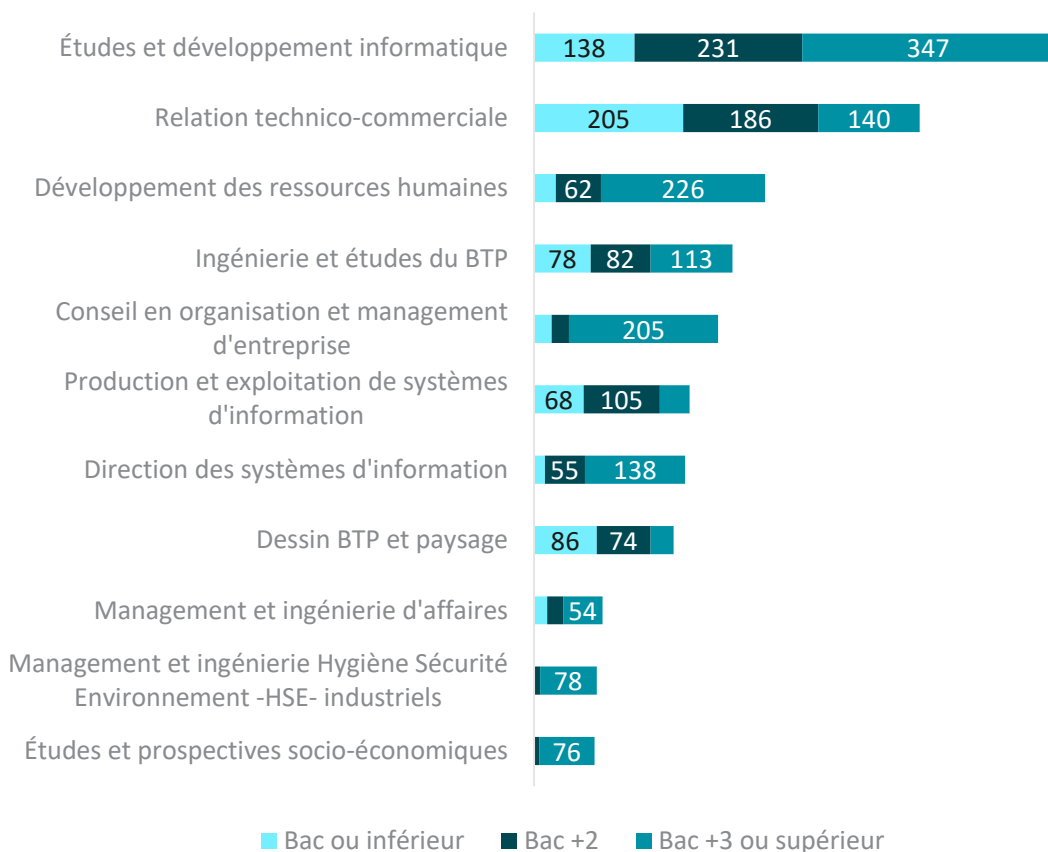 Études et développement informatique
138 231 347
Relation technico-commerciale
205 186 140
Développement des ressources humaines
62 226
Ingénierie et études du BTP
78 82 113
Conseil en organisation et management
d'entreprise
205
Production et exploitation de systèmes
d'information
68 105
Direction des systèmes d'information
55 138
Dessin BTP et paysage
86 74
Management et ingénierie d'affaires
54
Management et ingénierie Hygiène Sécurité
Environnement -HSE- industriels
78
Études et prospectives socio-économiques
76
Bac ou inférieur Bac +2 Bac +3 ou supérieur